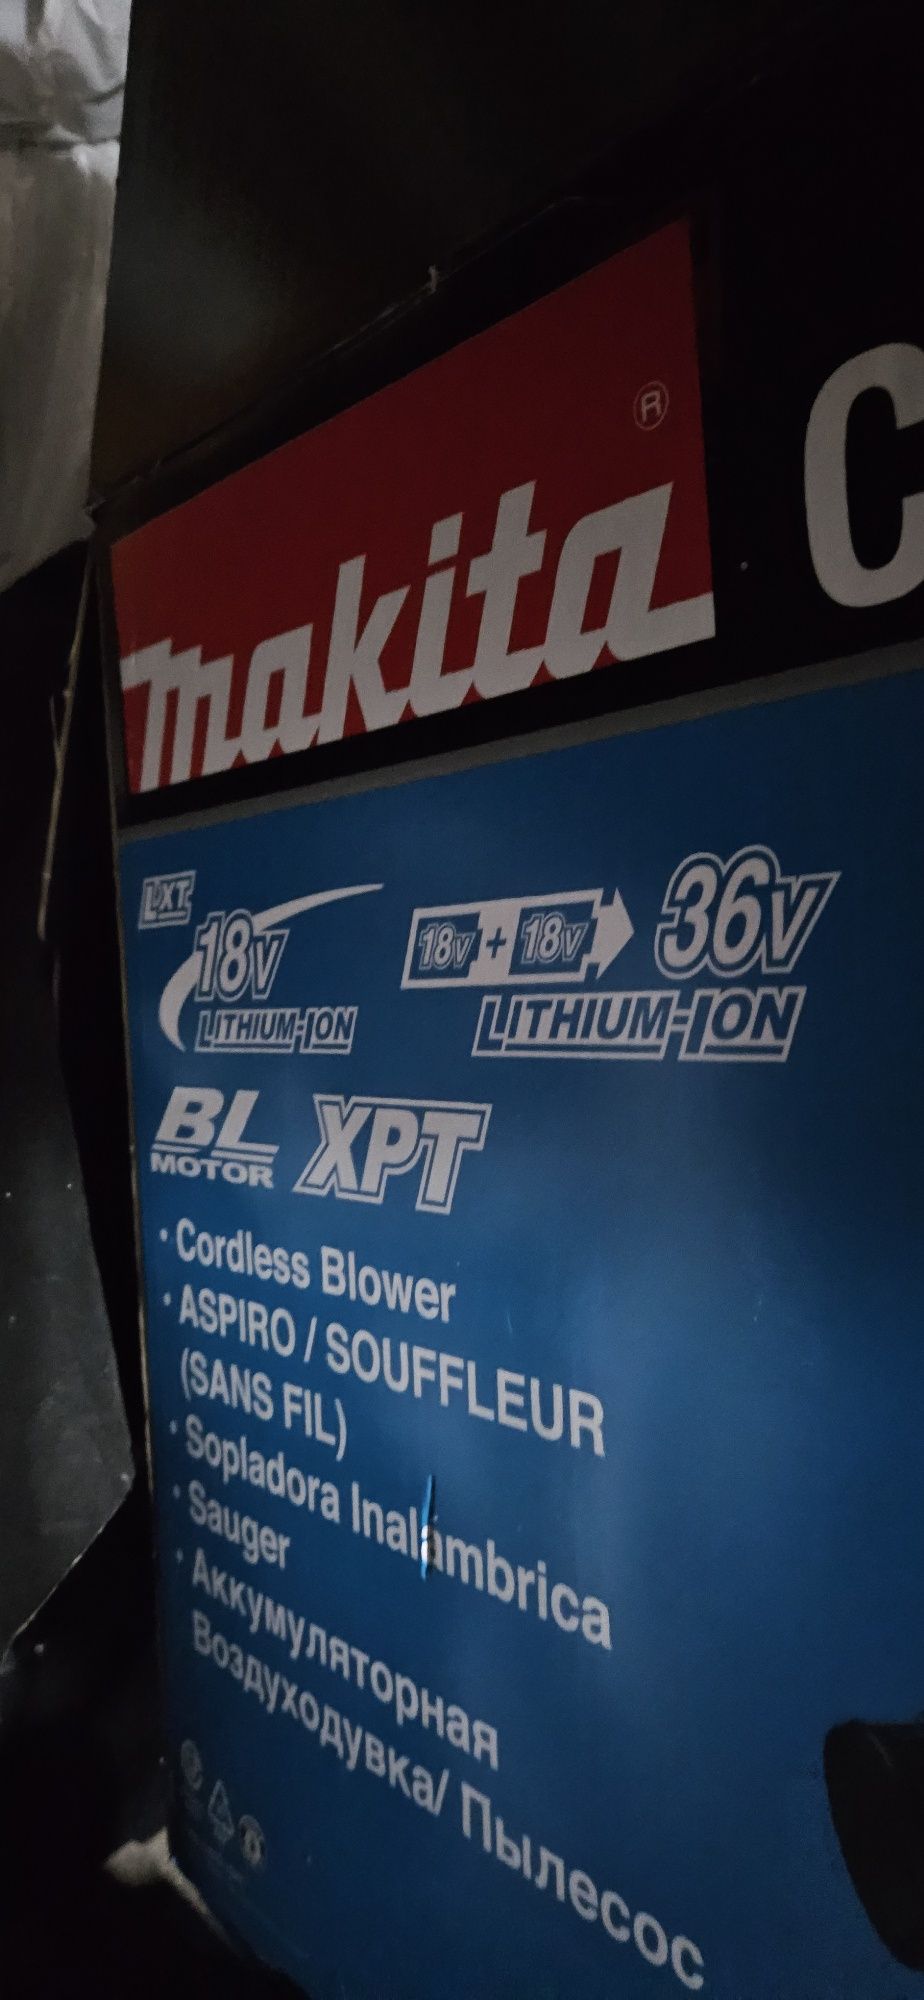 makita
®
C
LXT
18V
LITHIUM-ION
18V + 18V 36V
LITHIUM-ION
BL
MOTOR
XPT
· Cordless Blower
· ASPIRO / SOUFFLEUR
(SANS FIL)
· Sopladora Inalámbrica
· Sauger
· Аккумуляторная
Воздуходувка/ Пылесос